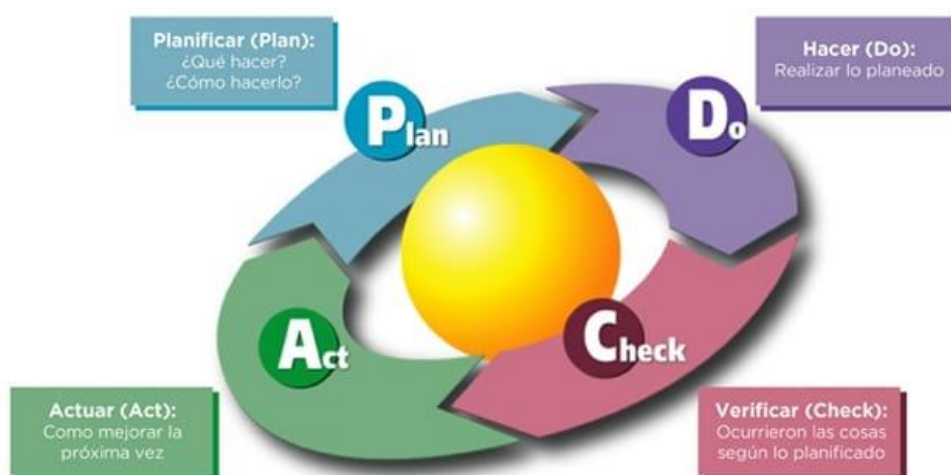 Planificar (Plan):
¿Qué hacer?
¿Cómo hacerlo?
Hacer (Do):
Realizar lo planeado
Plan
Do
Act
Check
Actuar (Act):
Como mejorar la
próxima vez
Verificar (Check):
Ocurrieron las cosas
según lo planificado